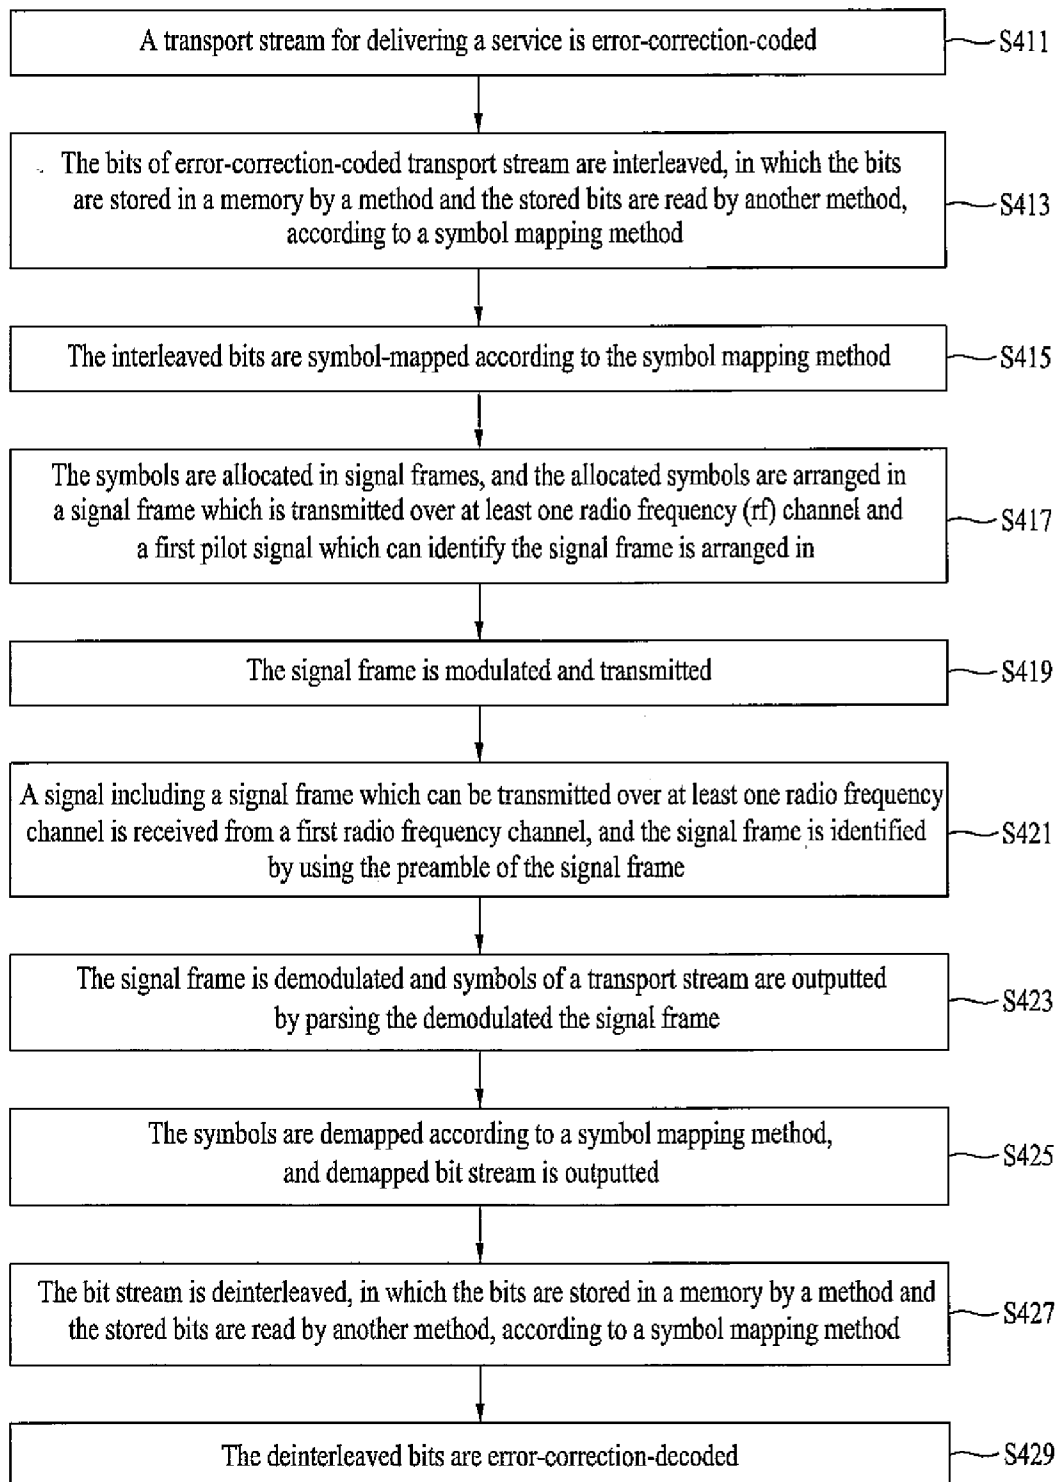 A transport stream for delivering a service is error-correction-coded
S411
The bits of error-correction-coded transport stream are interleaved, in which the bits
are stored in a memory by a method and the stored bits are read by another method,
according to a symbol mapping method
S413
The interleaved bits are symbol-mapped according to the symbol mapping method
S415
The symbols are allocated in signal frames, and the allocated symbols are arranged in
a signal frame which is transmitted over at least one radio frequency (rf) channel and
a first pilot signal which can identify the signal frame is arranged in
S417
The signal frame is modulated and transmitted
S419
A signal including a signal frame which can be transmitted over at least one radio frequency
channel is received from a first radio frequency channel, and the signal frame is identified
by using the preamble of the signal frame
S421
The signal frame is demodulated and symbols of a transport stream are outputted
by parsing the demodulated the signal frame
S423
The symbols are demapped according to a symbol mapping method,
and demapped bit stream is outputted
S425
The bit stream is deinterleaved, in which the bits are stored in a memory by a method and
the stored bits are read by another method, according to a symbol mapping method
S427
The deinterleaved bits are error-correction-decoded
S429